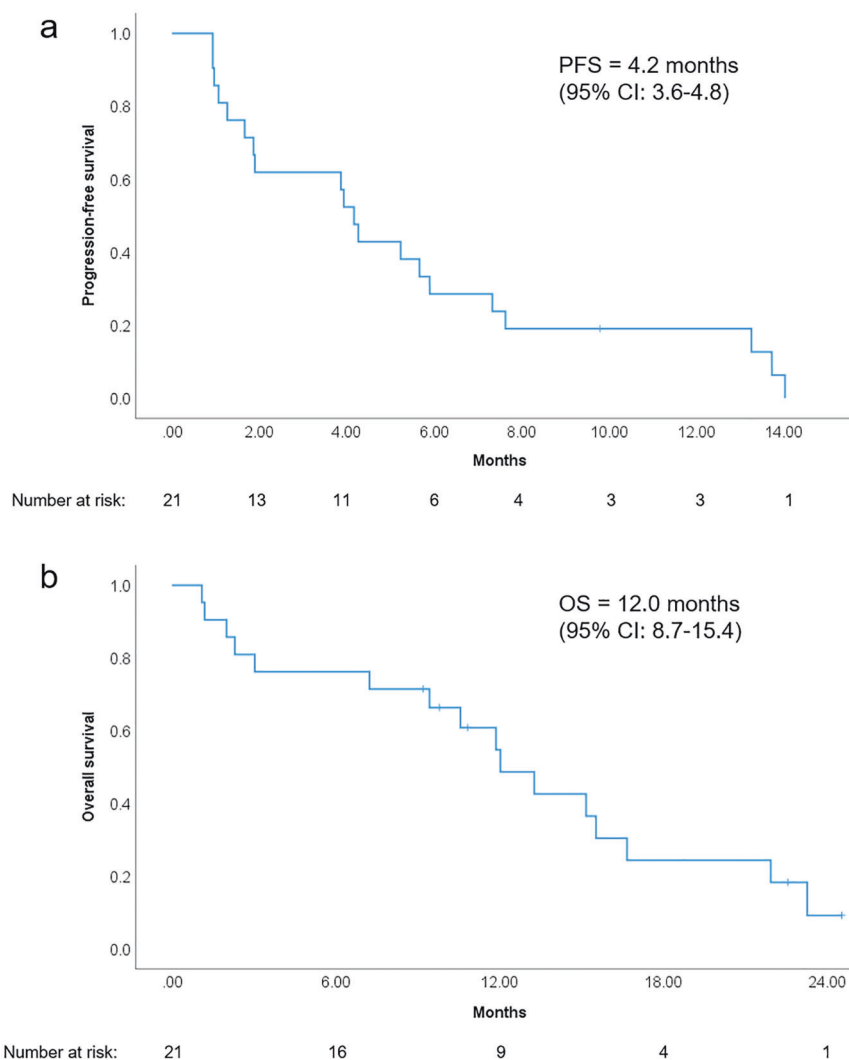 a
PFS = 4.2 months
(95% CI: 3.6-4.8)
Progression-free survival
1.0
0.8
0.6
0.4
0.2
0.0
.00 2.00 4.00 6.00 8.00 10.00 12.00 14.00
Months
Number at risk: 21 13 11 6 4 3 3 1
b
OS = 12.0 months
(95% CI: 8.7-15.4)
Overall survival
1.0
0.8
0.6
0.4
0.2
0.0
.00 6.00 12.00 18.00 24.00
Months
Number at risk: 21 16 9 4 1